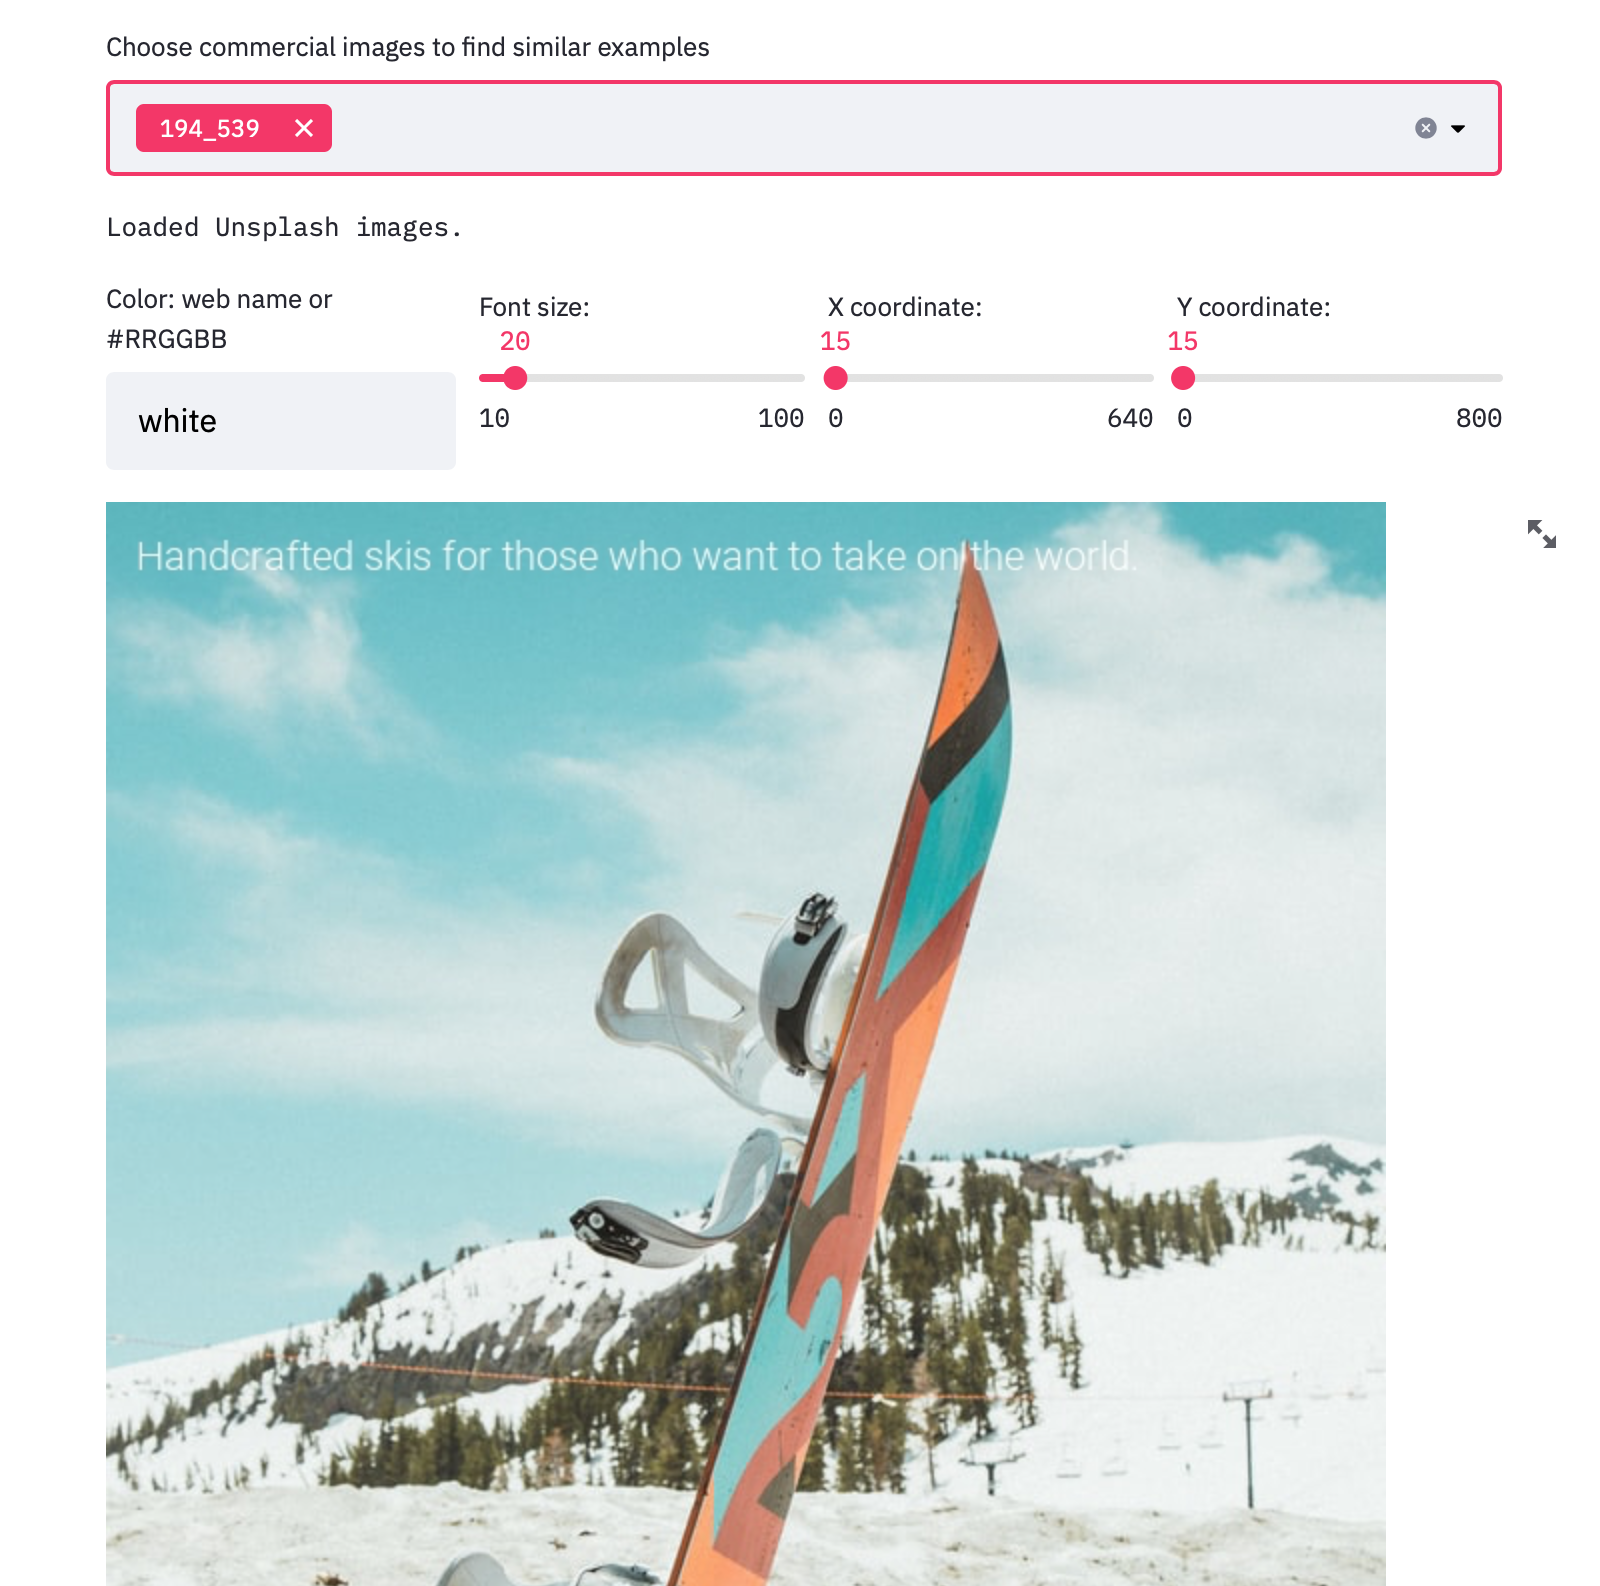 Choose commercial images to find similar examples
194_539
Loaded Unsplash images.
Color: web name or
#RRGGBB
white
Font size:
20
10 100
X coordinate:
15
0 640
Y coordinate:
15
0 800
Handcrafted skis for those who want to take on the world.